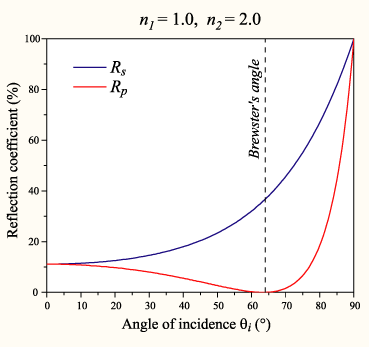 n1 = 1.0, n2 = 2.0
Reflection coefficient (%)
100
80
60
40
20
0
Rs
Rp
Brewster's angle
0 10 20 30 40 50 60 70 80 90
Angle of incidence θi (°)